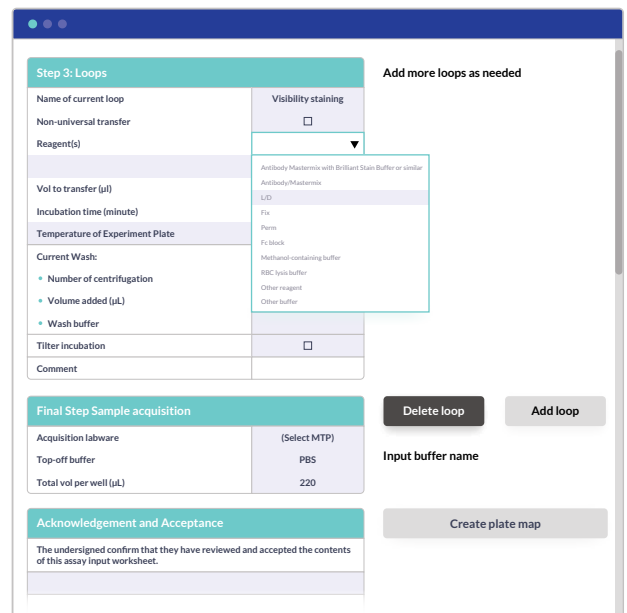 Step 3: Loops
Add more loops as needed
Name of current loop
Visibility staining
Non-universal transfer
Reagent(s)
Antibody Mastermix with Brilliant Stain Buffer or similar
Antibody/Mastermix
Vol to transfer (µl)
L/D
Incubation time (minute)
Fix
Temperature of Experiment Plate
Perm
Current Wash:
Fc block
Methanol-containing buffer
• Number of centrifugation
RBC lysis buffer
Other reagent
• Volume added (µL)
Other buffer
• Wash buffer
Tilter incubation
Comment
Final Step Sample acquisition
Delete loop
Add loop
Acquisition labware
(Select MTP)
Top-off buffer
PBS
Input buffer name
Total vol per well (µL)
220
Acknowledgement and Acceptance
Create plate map
The undersigned confirm that they have reviewed and accepted the contents
of this assay input worksheet.